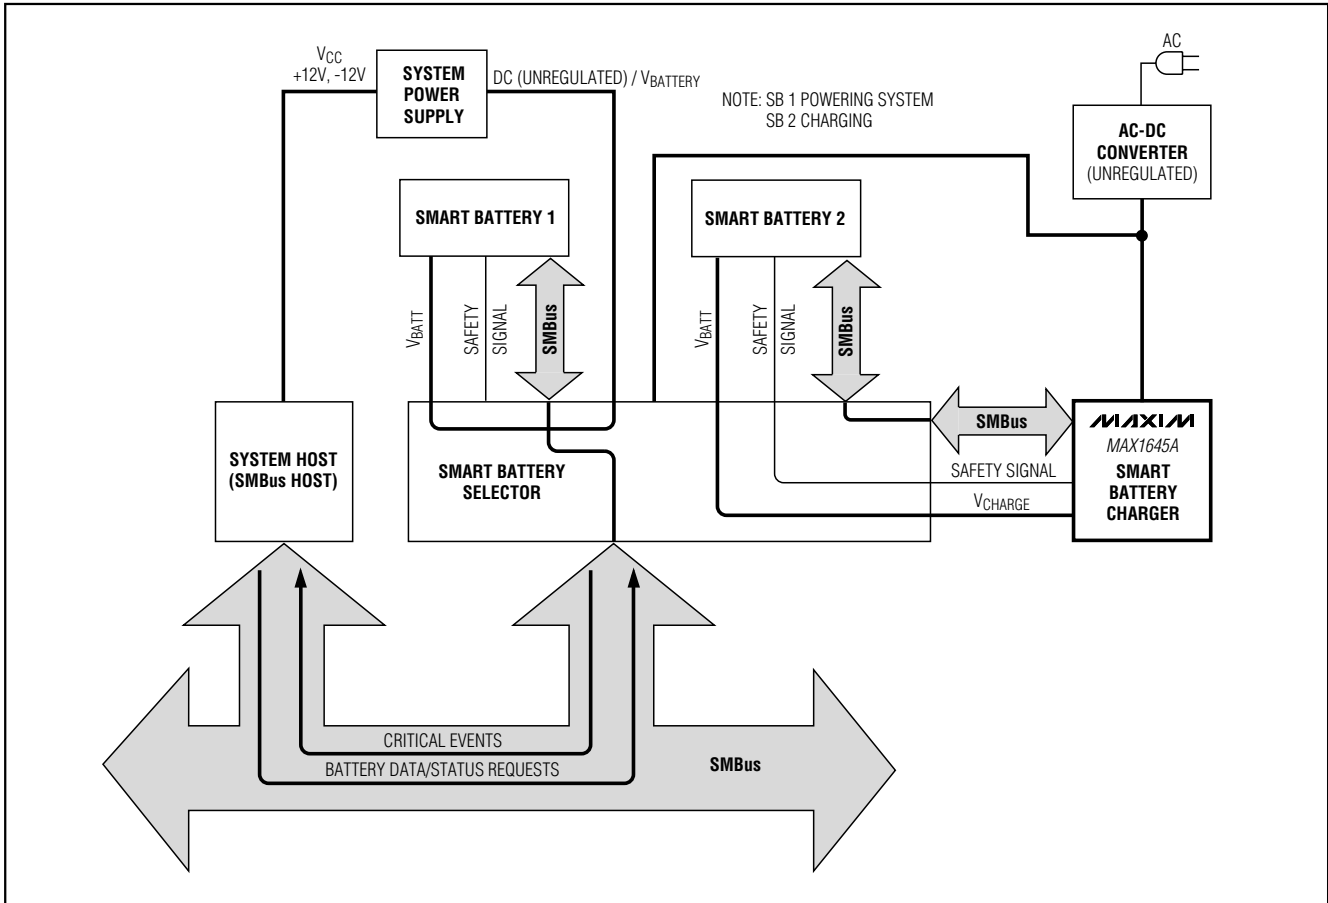 VCC
+12V, -12V
SYSTEM
POWER
SUPPLY
DC (UNREGULATED) / VBATTERY
NOTE: SB 1 POWERING SYSTEM
SB 2 CHARGING
AC
AC-DC
CONVERTER
(UNREGULATED)
SMART BATTERY 1
SMART BATTERY 2
VBATT
SAFETY
SIGNAL
SMBus
VBATT
SAFETY
SIGNAL
SMBus
SYSTEM HOST
(SMBus HOST)
SMART BATTERY
SELECTOR
SMBus
SAFETY SIGNAL
VCHARGE
MAXIM
MAX1645A
SMART
BATTERY
CHARGER
CRITICAL EVENTS
BATTERY DATA/STATUS REQUESTS
SMBus